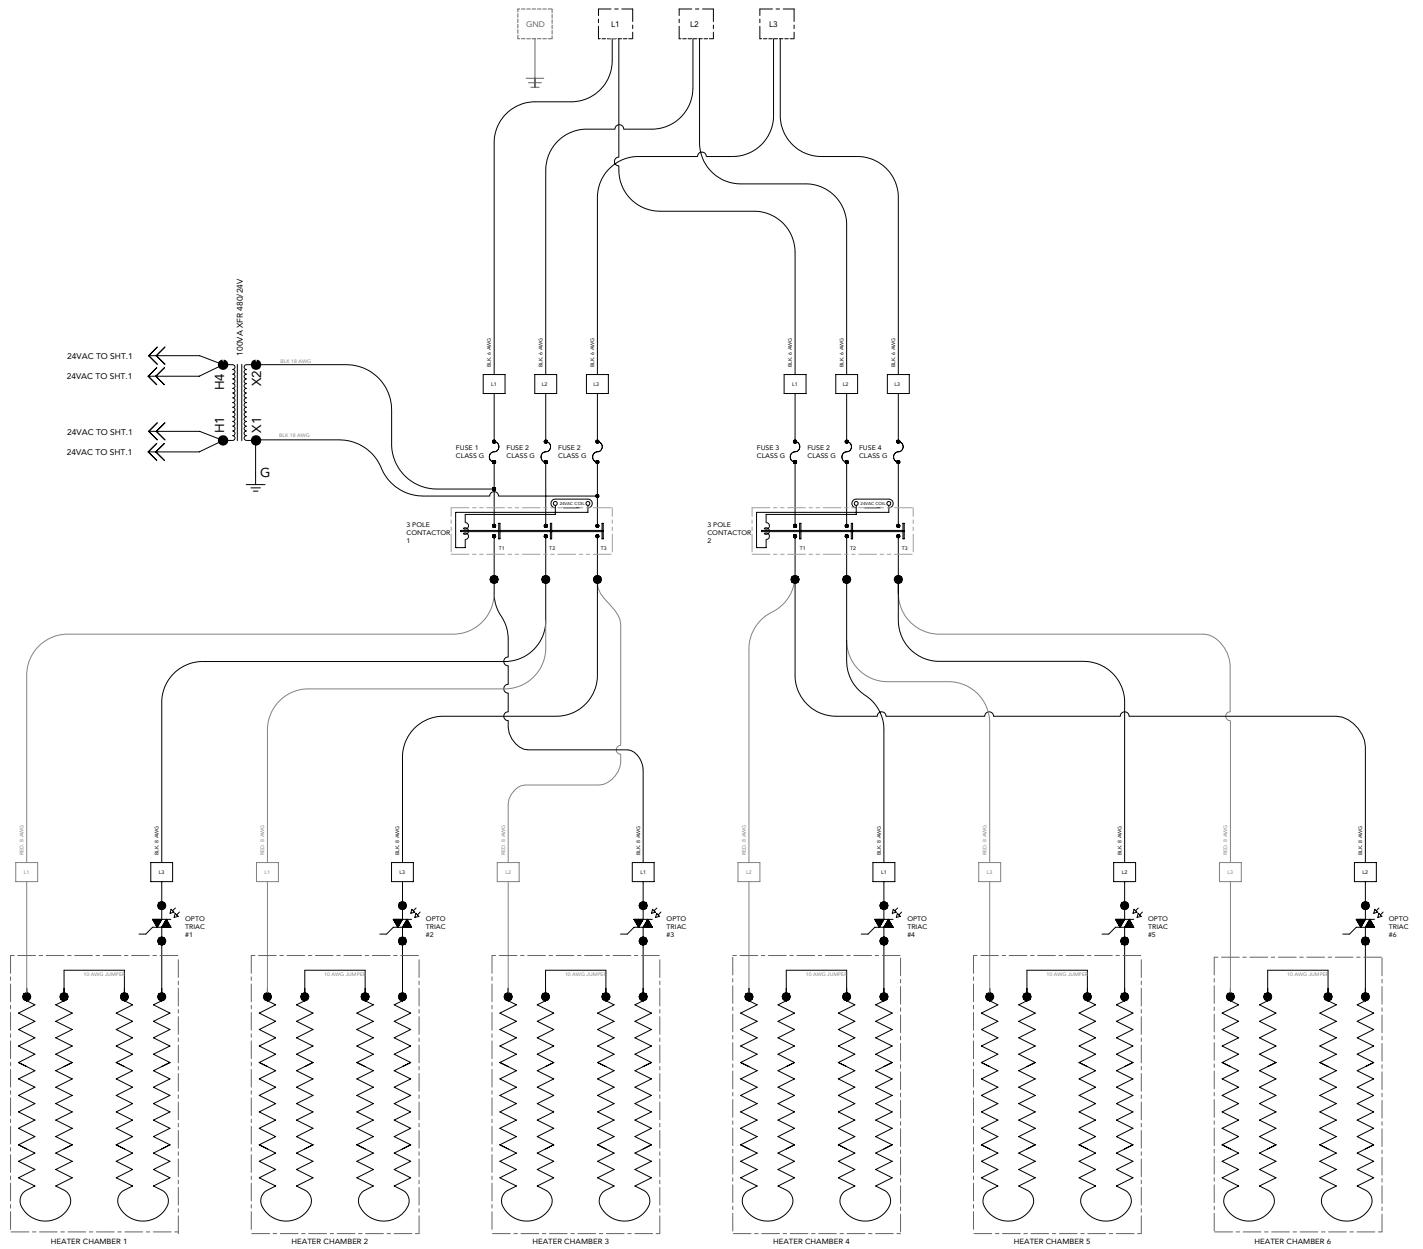 GND
L1
L2
L3
100VA XFR 480/24V
24VAC TO SHT.1
24VAC TO SHT.1
24VAC TO SHT.1
24VAC TO SHT.1
H4
X2
H1
X1
G
BLK 18 AWG
BLK 18 AWG
BLK. 6 AWG
BLK. 6 AWG
BLK. 6 AWG
BLK. 6 AWG
BLK. 6 AWG
BLK. 6 AWG
L1
L2
L3
L1
L2
L3
FUSE 1
CLASS G
FUSE 2
CLASS G
FUSE 2
CLASS G
FUSE 3
CLASS G
FUSE 2
CLASS G
FUSE 4
CLASS G
24VAC COIL
24VAC COIL
3 POLE
CONTACTOR
1
T1
T2
T3
3 POLE
CONTACTOR
2
T1
T2
T3
RED. 8 AWG
BLK. 8 AWG
RED. 8 AWG
BLK. 8 AWG
RED. 8 AWG
BLK. 8 AWG
RED. 8 AWG
BLK. 8 AWG
RED. 8 AWG
BLK. 8 AWG
RED. 8 AWG
BLK. 8 AWG
L1
L3
L1
L3
L2
L1
L2
L1
L3
L2
L3
L2
OPTO
TRIAC
#1
OPTO
TRIAC
#2
OPTO
TRIAC
#3
OPTO
TRIAC
#4
OPTO
TRIAC
#5
OPTO
TRIAC
#6
10 AWG JUMPER
10 AWG JUMPER
10 AWG JUMPER
10 AWG JUMPER
10 AWG JUMPER
10 AWG JUMPER
HEATER CHAMBER 1
HEATER CHAMBER 2
HEATER CHAMBER 3
HEATER CHAMBER 4
HEATER CHAMBER 5
HEATER CHAMBER 6